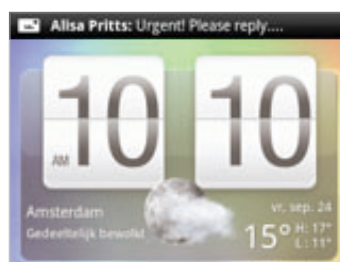 Alisa Pritts: Urgent! Please reply....
10 10
AM
Amsterdam
vr, sep. 24
Gedeeltelijk bewolkt
15° H: 17°
L: 11°